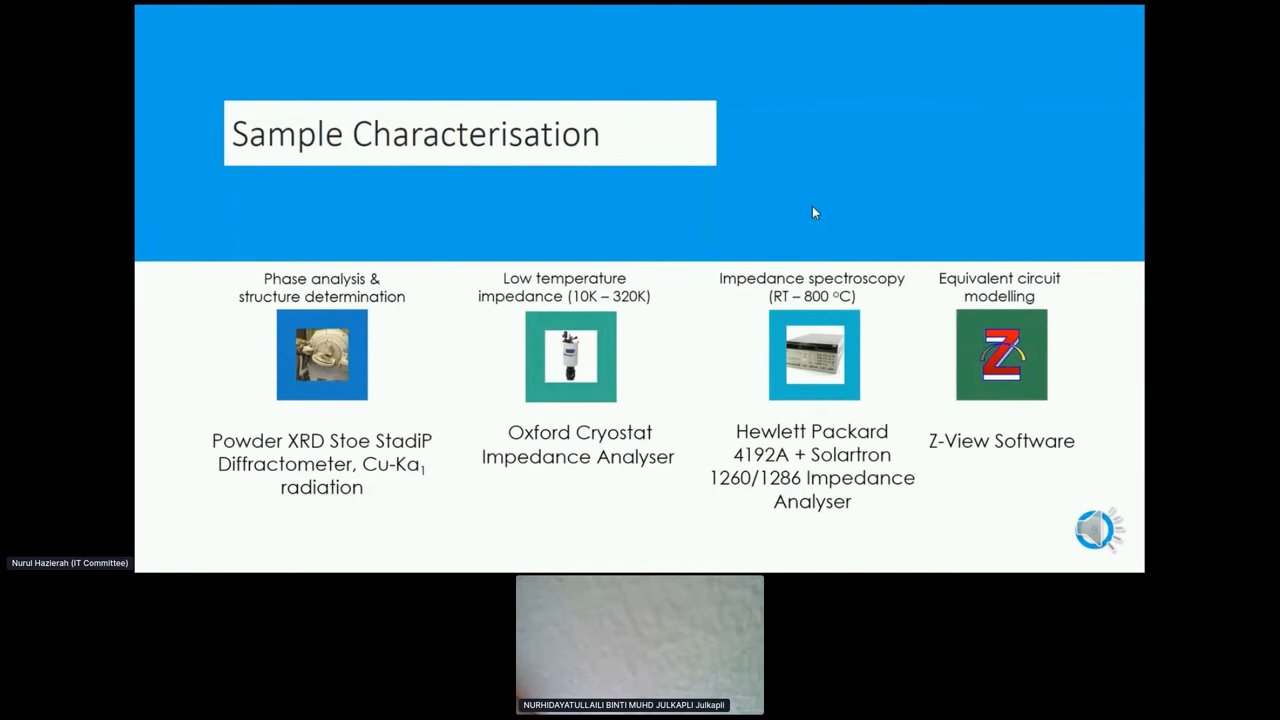 Sample Characterisation
Phase analysis &
structure determination
Powder XRD Stoe StadiP
Diffractometer, Cu-Ka₁
radiation
Low temperature
impedance (10K – 320K)
Oxford Cryostat
Impedance Analyser
Impedance spectroscopy
(RT – 800 ᵒC)
Hewlett Packard
4192A + Solartron
1260/1286 Impedance
Analyser
Equivalent circuit
modelling
Z
Z-View Software
Nurul Hazierah (IT Committee)
NURHIDAYATULLAILI BINTI MUHD JULKAPLI Julkapli